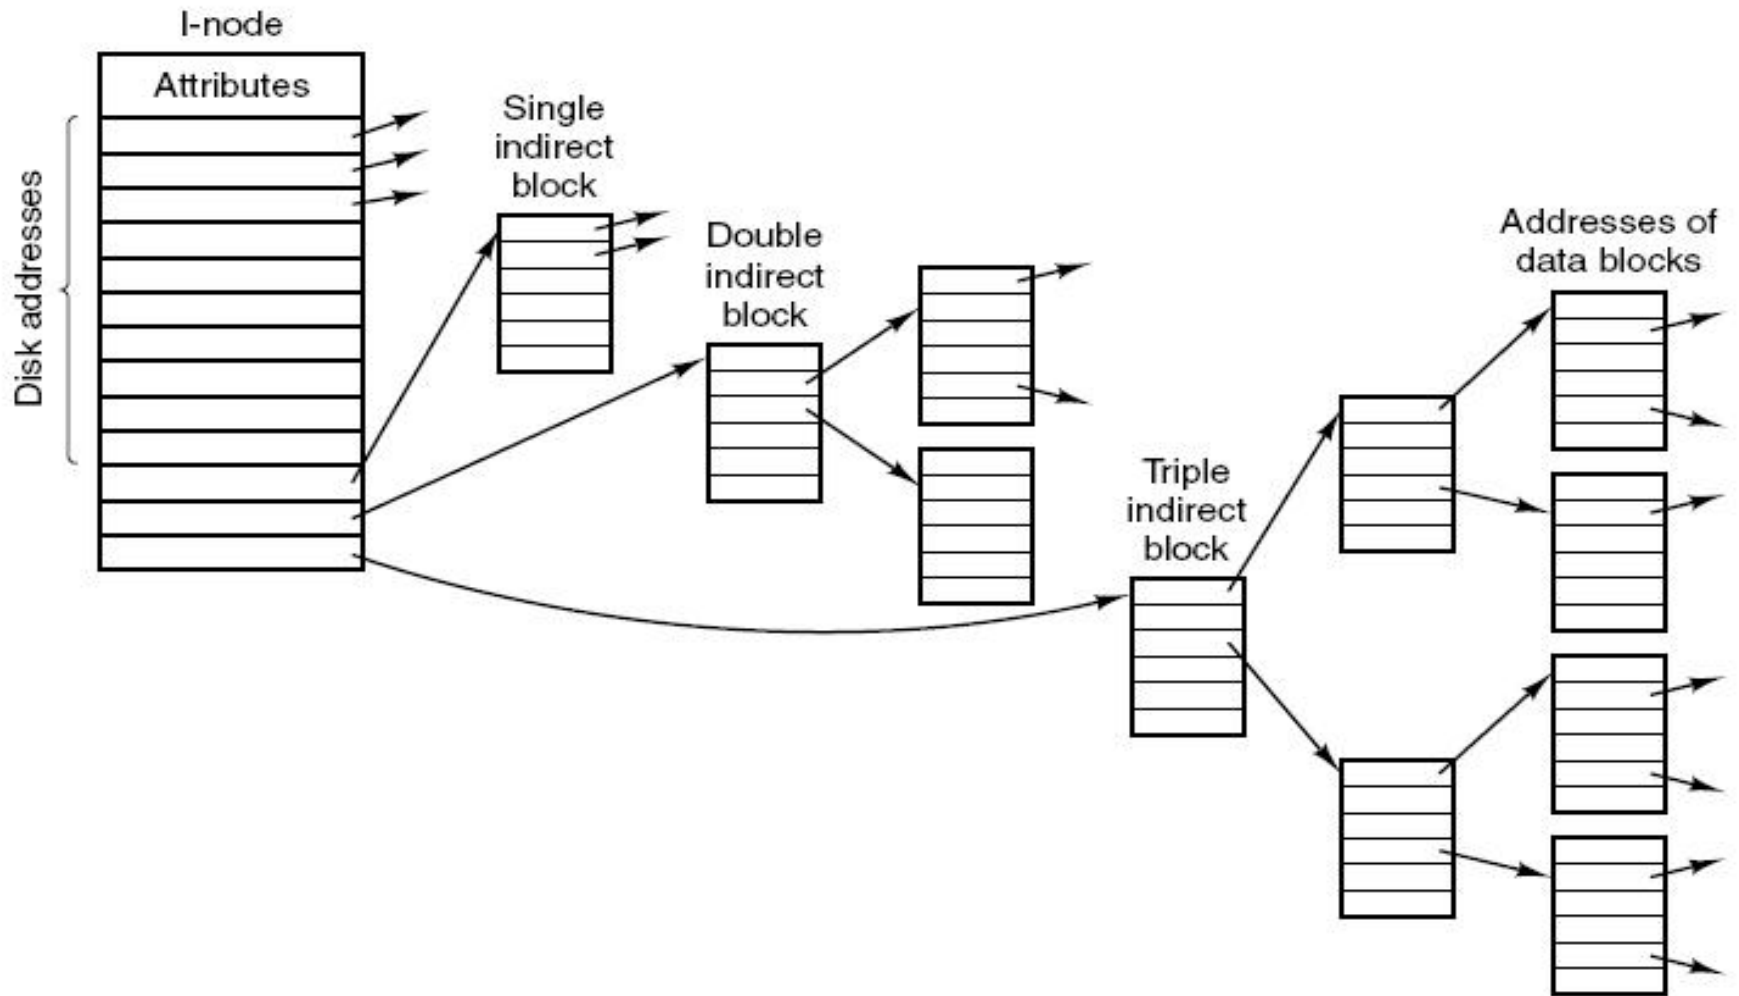 I-node
Attributes
Disk addresses
Single
indirect
block
Double
indirect
block
Triple
indirect
block
Addresses of
data blocks